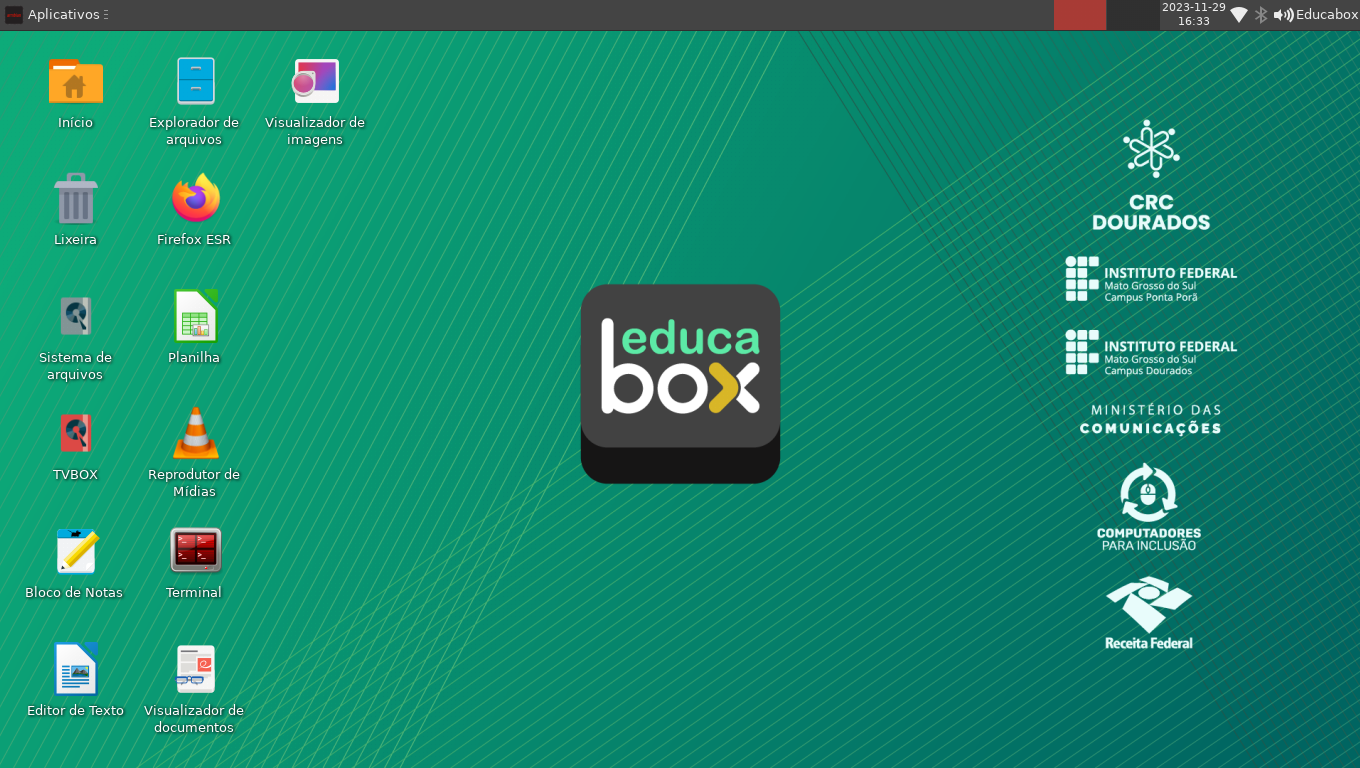 Aplicativos
2023-11-29
16:33
Educabox
Início
Explorador de
arquivos
Visualizador de
imagens
Lixeira
Firefox ESR
Sistema de
arquivos
Planilha
TVBOX
Reprodutor de
Mídias
Bloco de Notas
Terminal
Editor de Texto
Visualizador de
documentos
educa
box
CRC
DOURADOS
INSTITUTO FEDERAL
Mato Grosso do Sul
Campus Ponta Porã
INSTITUTO FEDERAL
Mato Grosso do Sul
Campus Dourados
MINISTÉRIO DAS
COMUNICAÇÕES
COMPUTADORES
PARA INCLUSÃO
Receita Federal